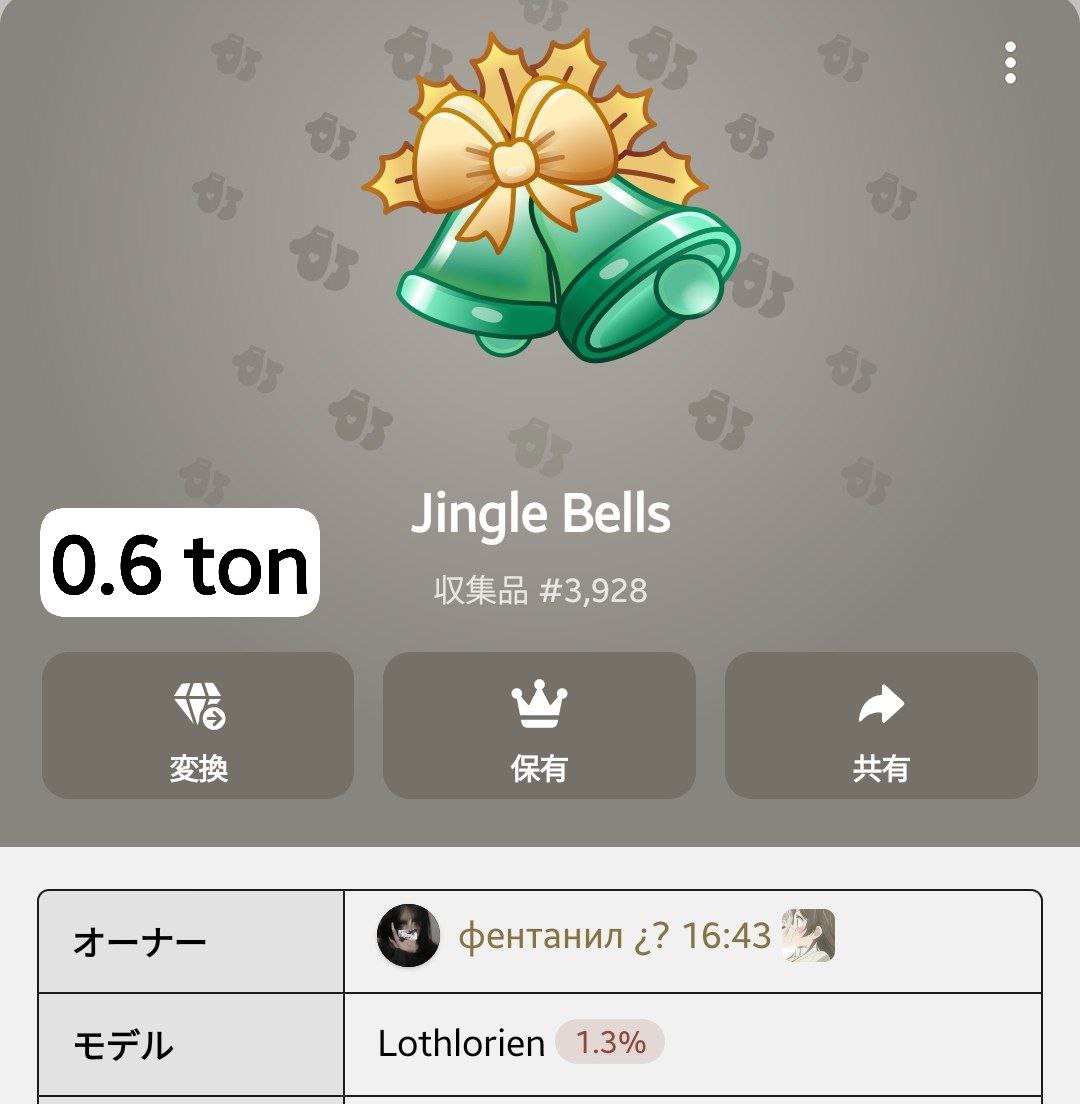 Jingle Bells
0.6 ton
収集品 #3,928
変換
保有
共有
オーナー
фентанил ¿? 16:43
モデル
Lothlorien 1.3%